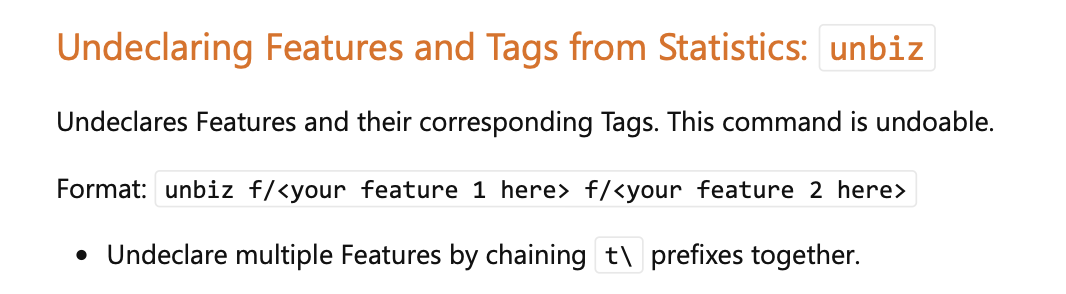 Undeclaring Features and Tags from Statistics: unbiz
Undeclares Features and their corresponding Tags. This command is undoable.
Format: unbiz f/<your feature 1 here> f/<your feature 2 here>
• Undeclare multiple Features by chaining t\ prefixes together.